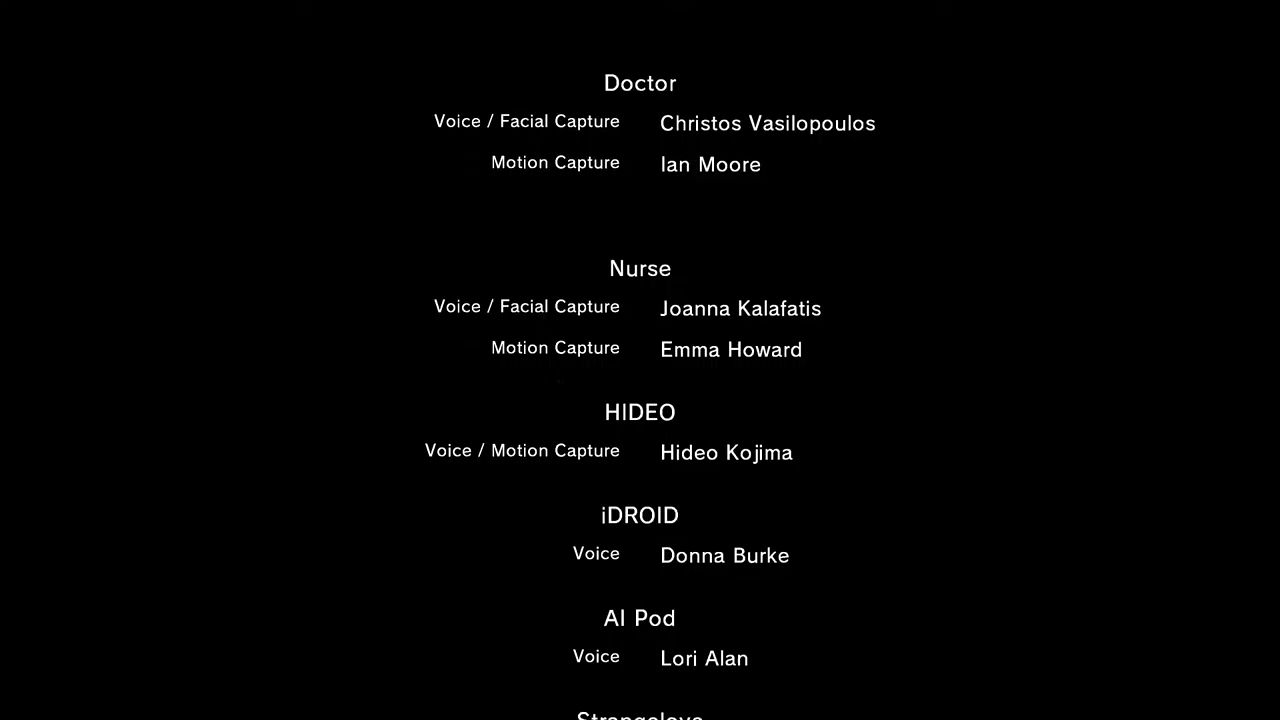 Doctor
Voice / Facial Capture Christos Vasilopoulos
Motion Capture Ian Moore
Nurse
Voice / Facial Capture Joanna Kalafatis
Motion Capture Emma Howard
HIDEO
Voice / Motion Capture Hideo Kojima
iDROID
Voice Donna Burke
AI Pod
Voice Lori Alan
Strangelove